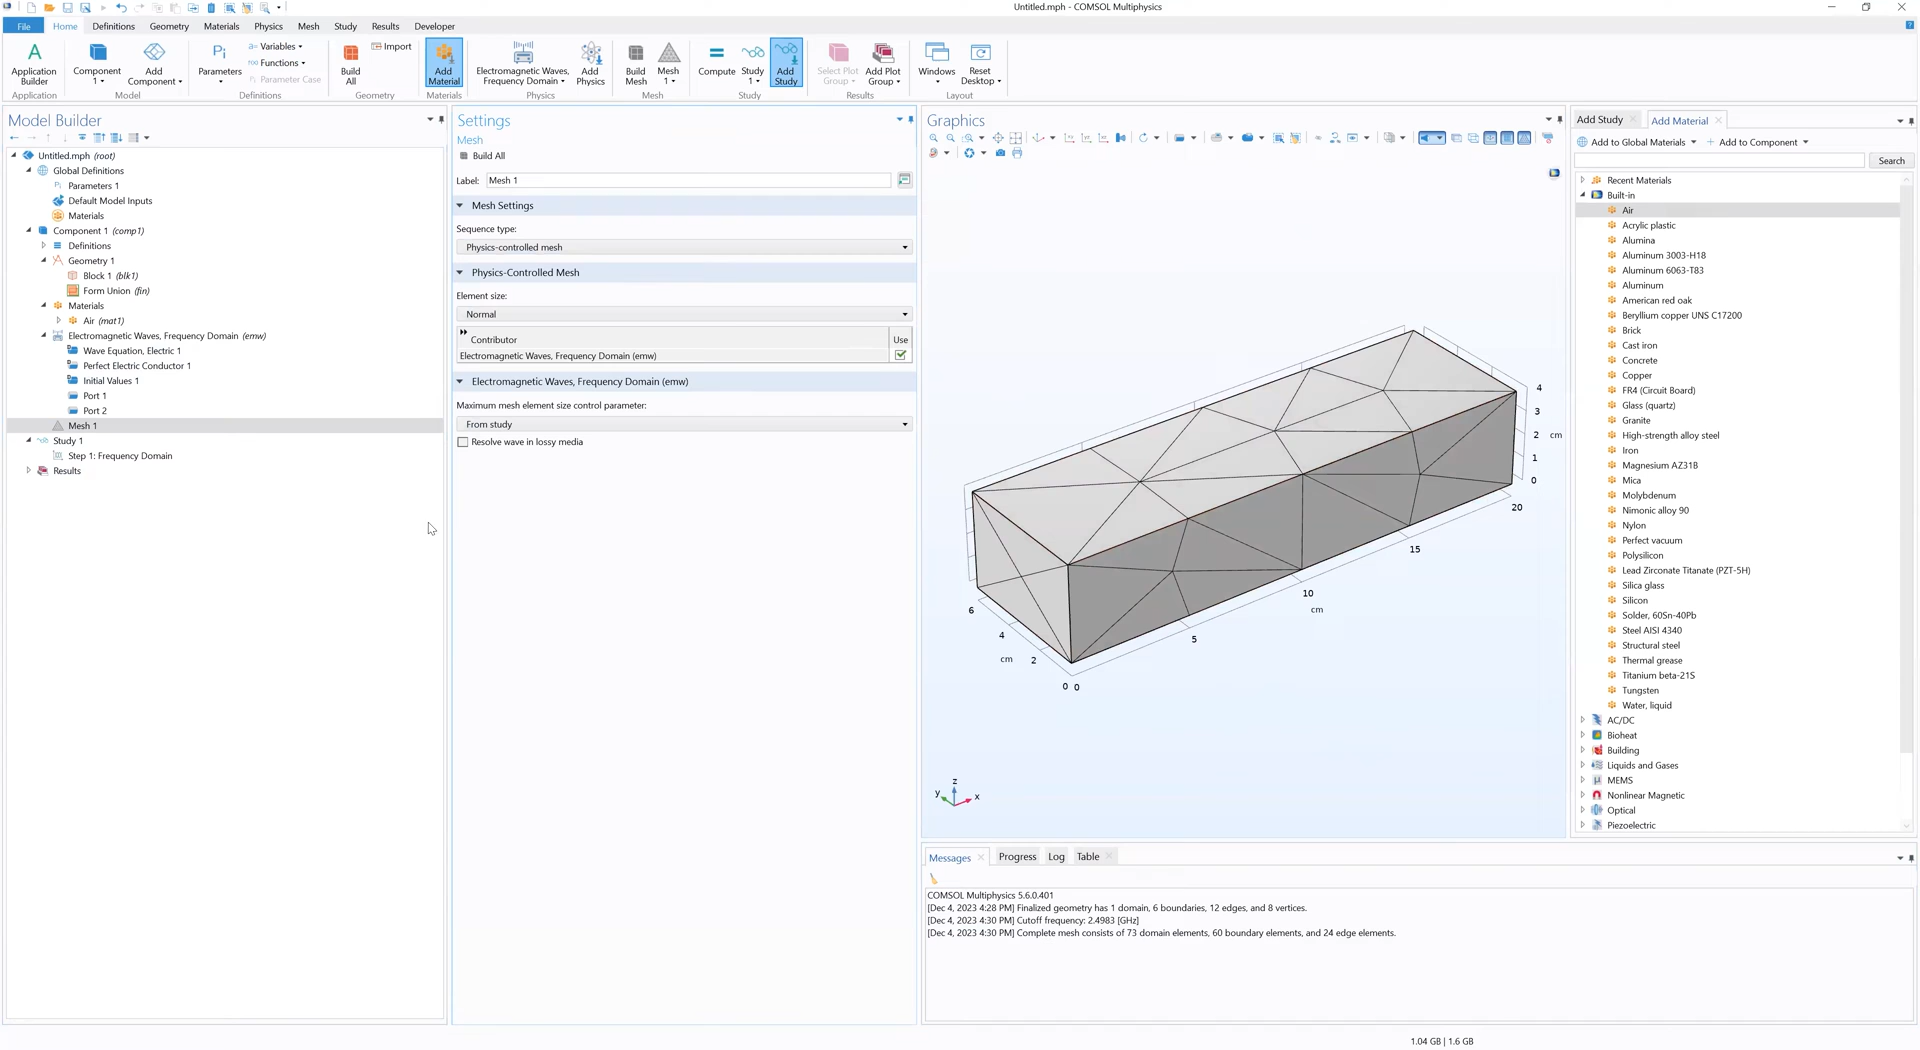 Untitled.mph - COMSOL Multiphysics
File Home Definitions Geometry Materials Physics Mesh Study Results Developer
Application Builder
Component 1
Add Component
Parameters
a= Variables
Functions
Parameter Case
Build All
Import
Add Material
Electromagnetic Waves, Frequency Domain
Add Physics
Build Mesh
Mesh 1
Compute
Study 1
Add Study
Select Plot Group
Add Plot Group
Windows
Reset Desktop
Application Model Definitions Geometry Materials Physics Mesh Study Results Layout
Model Builder
Untitled.mph (root)
Global Definitions
Parameters 1
Default Model Inputs
Materials
Component 1 (comp1)
Definitions
Geometry 1
Block 1 (blk1)
Form Union (fin)
Materials
Air (mat1)
Electromagnetic Waves, Frequency Domain (emw)
Wave Equation, Electric 1
Perfect Electric Conductor 1
Initial Values 1
Port 1
Port 2
Mesh 1
Study 1
Step 1: Frequency Domain
Results
Settings
Mesh
Build All
Label: Mesh 1
Mesh Settings
Sequence type:
Physics-controlled mesh
Physics-Controlled Mesh
Element size:
Normal
Contributor Use
Electromagnetic Waves, Frequency Domain (emw)
Electromagnetic Waves, Frequency Domain (emw)
Maximum mesh element size control parameter:
From study
Resolve wave in lossy media
Graphics
4
3
2 cm
1
0
20
15
10
cm
5
6
4
cm 2
0 0
z
y x
Messages Progress Log Table
COMSOL Multiphysics 5.6.0.401
[Dec 4, 2023 4:28 PM] Finalized geometry has 1 domain, 6 boundaries, 12 edges, and 8 vertices.
[Dec 4, 2023 4:30 PM] Cutoff frequency: 2.4983 [GHz]
[Dec 4, 2023 4:30 PM] Complete mesh consists of 73 domain elements, 60 boundary elements, and 24 edge elements.
Add Study Add Material
Add to Global Materials + Add to Component
Search
Recent Materials
Built-in
Air
Acrylic plastic
Alumina
Aluminum 3003-H18
Aluminum 6063-T83
Aluminum
American red oak
Beryllium copper UNS C17200
Brick
Cast iron
Concrete
Copper
FR4 (Circuit Board)
Glass (quartz)
Granite
High-strength alloy steel
Iron
Magnesium AZ31B
Mica
Molybdenum
Nimonic alloy 90
Nylon
Perfect vacuum
Polysilicon
Lead Zirconate Titanate (PZT-5H)
Silica glass
Silicon
Solder, 60Sn-40Pb
Steel AISI 4340
Structural steel
Thermal grease
Titanium beta-21S
Tungsten
Water, liquid
AC/DC
Bioheat
Building
Liquids and Gases
MEMS
Nonlinear Magnetic
Optical
Piezoelectric
1.04 GB | 1.6 GB